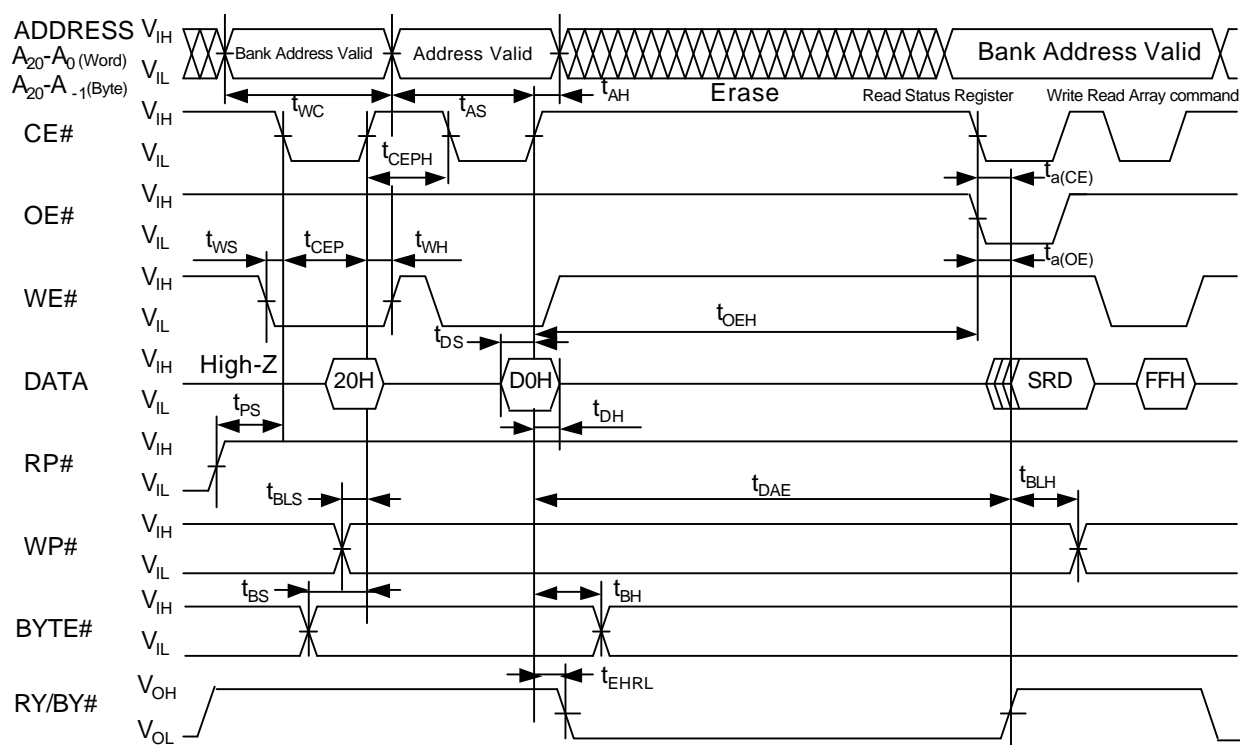 ADDRESS VIH
A20-A0 (Word)
VIL
A20-A-1(Byte)
Bank Address Valid
Address Valid
Bank Address Valid
tWC
tAS
tAH
Erase
Read Status Register
Write Read Array command
CE#
VIH
VIL
tCEPH
ta(CE)
OE#
VIH
VIL
tWS
tCEP
tWH
ta(OE)
WE#
VIH
VIL
tOEH
tDS
DATA
VIH
VIL
High-Z
20H
D0H
SRD
FFH
tPS
tDH
RP#
VIH
VIL
tBLS
tDAE
tBLH
WP#
VIH
VIL
tBS
tBH
BYTE#
VIH
VIL
tEHRL
RY/BY#
VOH
VOL